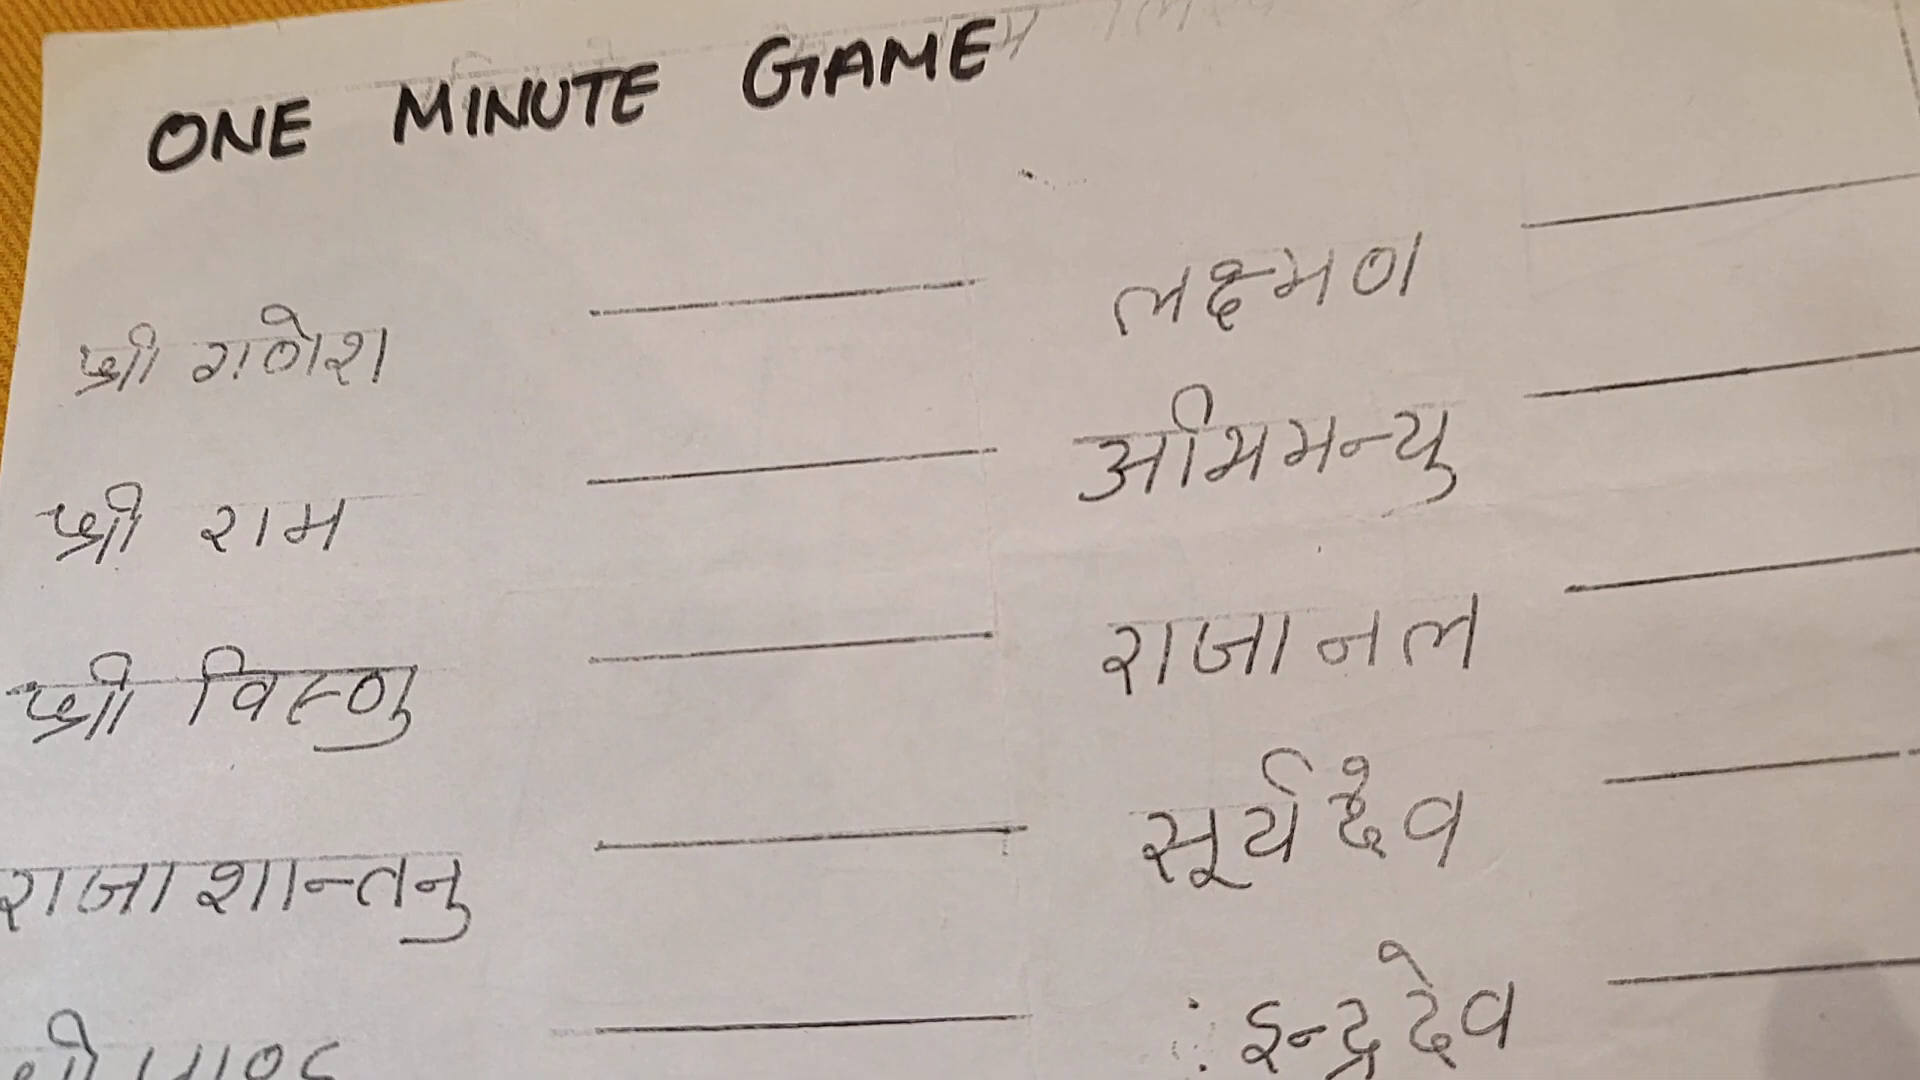 ONE MINUTE GAME
श्री गणेश
श्री राम
श्री विस्णु
राजा शान्तनु
लक्ष्मण
अभिमन्यु
राजा नल
सूर्य देव
इन्द्र देव